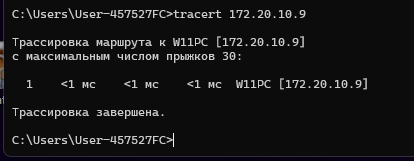 C:\Users\User-457527FC>tracert 172.20.10.9
Трассировка маршрута к W11PC [172.20.10.9]
с максимальным числом прыжков 30:
1 <1 мс <1 мс <1 мс W11PC [172.20.10.9]
Трассировка завершена.
C:\Users\User-457527FC>